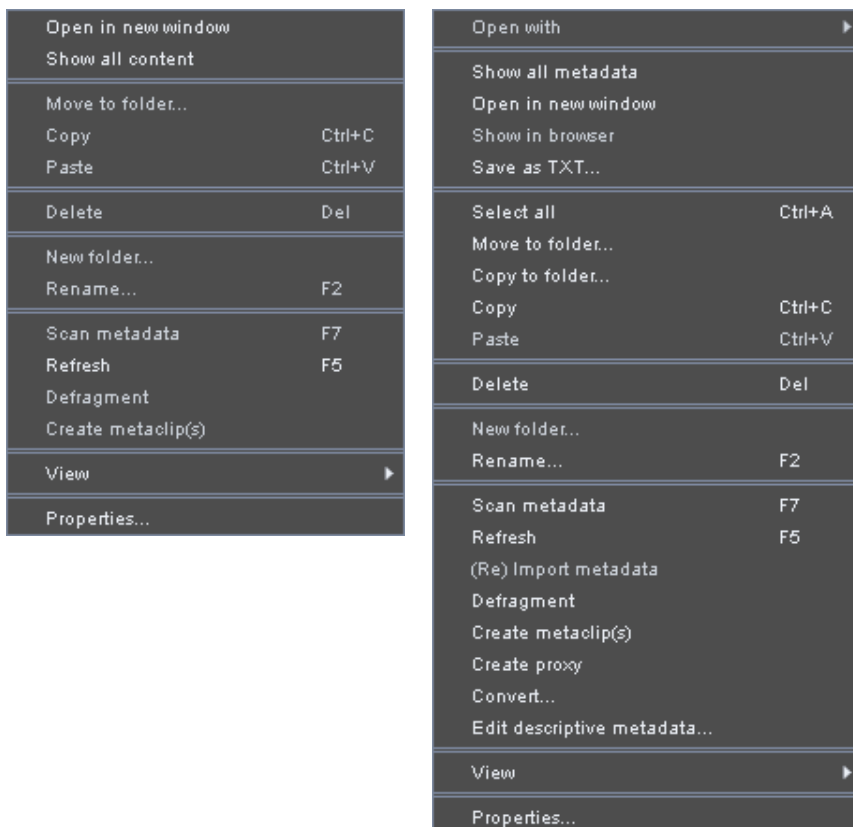 Open in new window
Show all content
Move to folder...
Copy Ctrl+C
Paste Ctrl+V
Delete Del
New folder...
Rename... F2
Scan metadata F7
Refresh F5
Defragment
Create metaclip(s)
View
Properties...
Open with
Show all metadata
Open in new window
Show in browser
Save as TXT...
Select all Ctrl+A
Move to folder...
Copy to folder...
Copy Ctrl+C
Paste Ctrl+V
Delete Del
New folder...
Rename... F2
Scan metadata F7
Refresh F5
(Re) Import metadata
Defragment
Create metaclip(s)
Create proxy
Convert...
Edit descriptive metadata...
View
Properties...